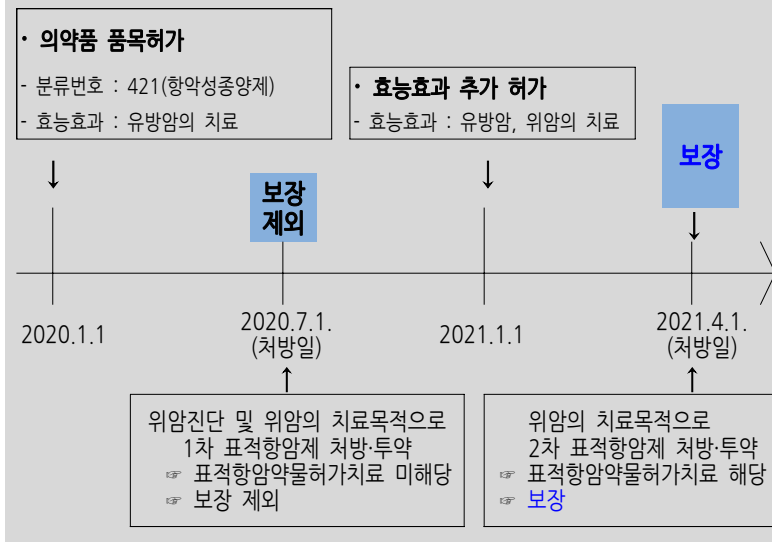 · 의약품 품목허가
- 분류번호 : 421(항악성종양제)
- 효능효과 : 유방암의 치료
· 효능효과 추가 허가
- 효능효과 : 유방암, 위암의 치료
보장
제외
보장
2020.1.1
2020.7.1.
(처방일)
2021.1.1
2021.4.1.
(처방일)
위암진단 및 위암의 치료목적으로
1차 표적항암제 처방·투약
☞ 표적항암약물허가치료 미해당
☞ 보장 제외
위암의 치료목적으로
2차 표적항암제 처방·투약
☞ 표적항암약물허가치료 해당
☞ 보장